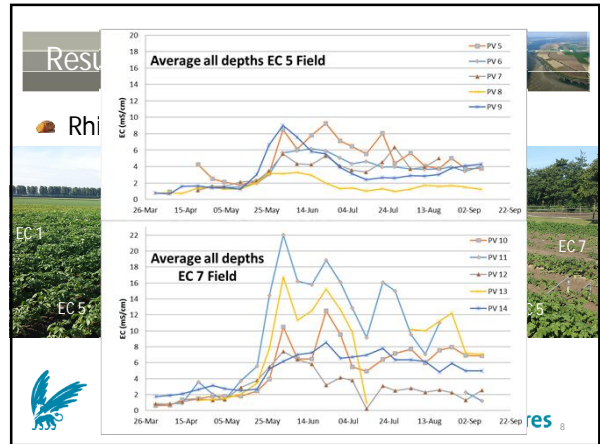 Resu
Rhi
EC 1
EC 5
EC 7
C 5
Average all depths EC 5 Field
EC (mS/cm)
20
18
16
14
12
10
8
6
4
2
0
26-Mar 15-Apr 05-May 25-May 14-Jun 04-Jul 24-Jul 13-Aug 02-Sep 22-Sep
PV 5
PV 6
PV 7
PV 8
PV 9
Average all depths
EC 7 Field
EC (mS/cm)
22
20
18
16
14
12
10
8
6
4
2
0
26-Mar 15-Apr 05-May 25-May 14-Jun 04-Jul 24-Jul 13-Aug 02-Sep 22-Sep
PV 10
PV 11
PV 12
PV 13
PV 14
res
8